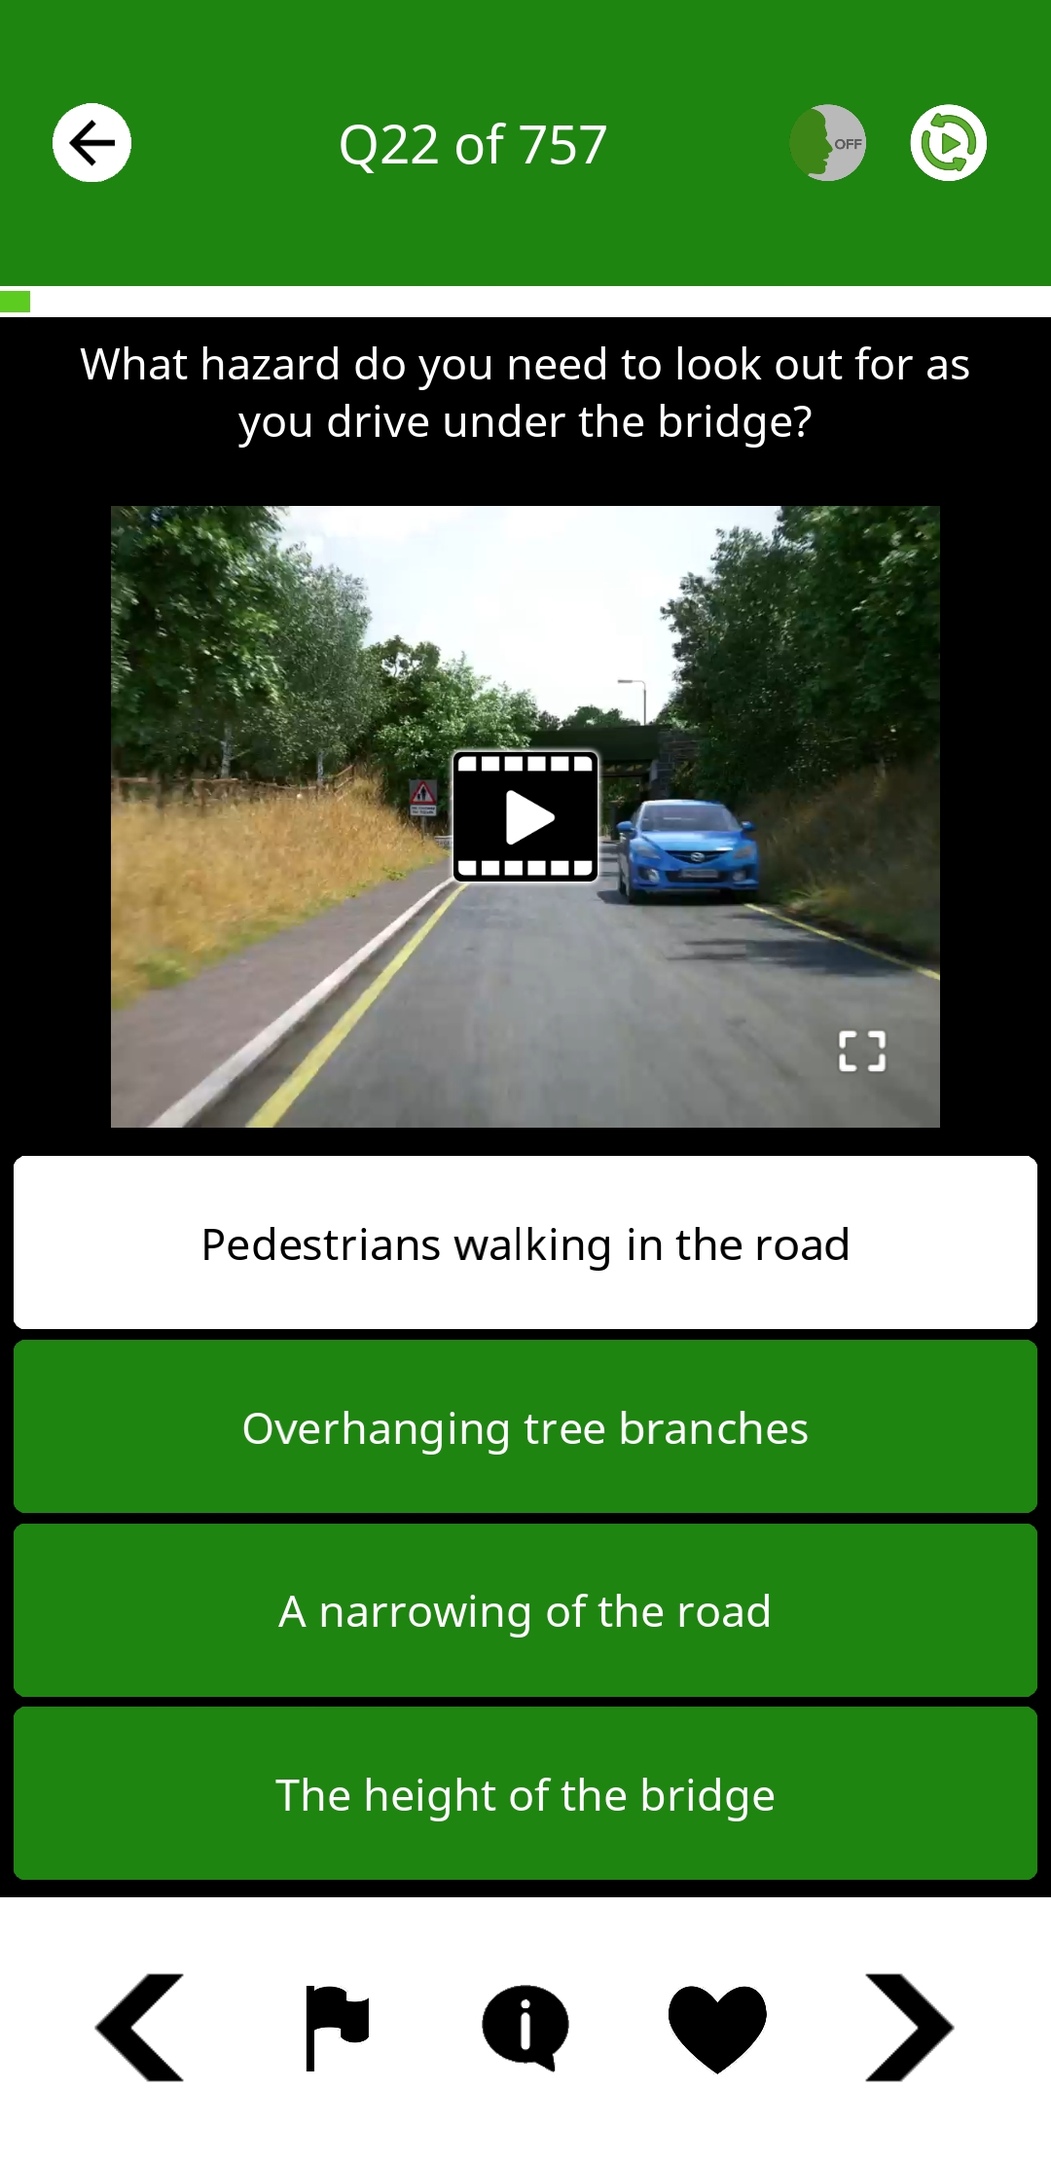 Q22 of 757
OFF
What hazard do you need to look out for as
you drive under the bridge?
Pedestrians walking in the road
Overhanging tree branches
A narrowing of the road
The height of the bridge